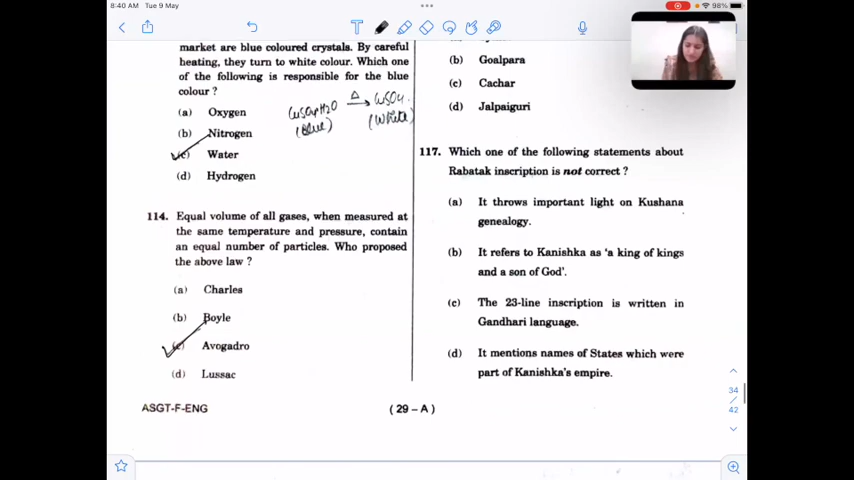 8:40 AM Tue 9 May
98%
market are blue coloured crystals. By careful
heating, they turn to white colour. Which one
of the following is responsible for the blue
colour ?
(a) Oxygen
(b) Nitrogen
(c) Water
(d) Hydrogen
Δ
CuSO4
(Blue)
(White)
114. Equal volume of all gases, when measured at
the same temperature and pressure, contain
an equal number of particles. Who proposed
the above law ?
(a) Charles
(b) Boyle
(c) Avogadro
(d) Lussac
(b) Goalpara
(c) Cachar
(d) Jalpaiguri
117. Which one of the following statements about
Rabatak inscription is not correct ?
(a) It throws important light on Kushana
genealogy.
(b) It refers to Kanishka as 'a king of kings
and a son of God'.
(c) The 23-line inscription is written in
Gandhari language.
(d) It mentions names of States which were
part of Kanishka's empire.
ASGT-F-ENG
( 29 – A )
34
/
42